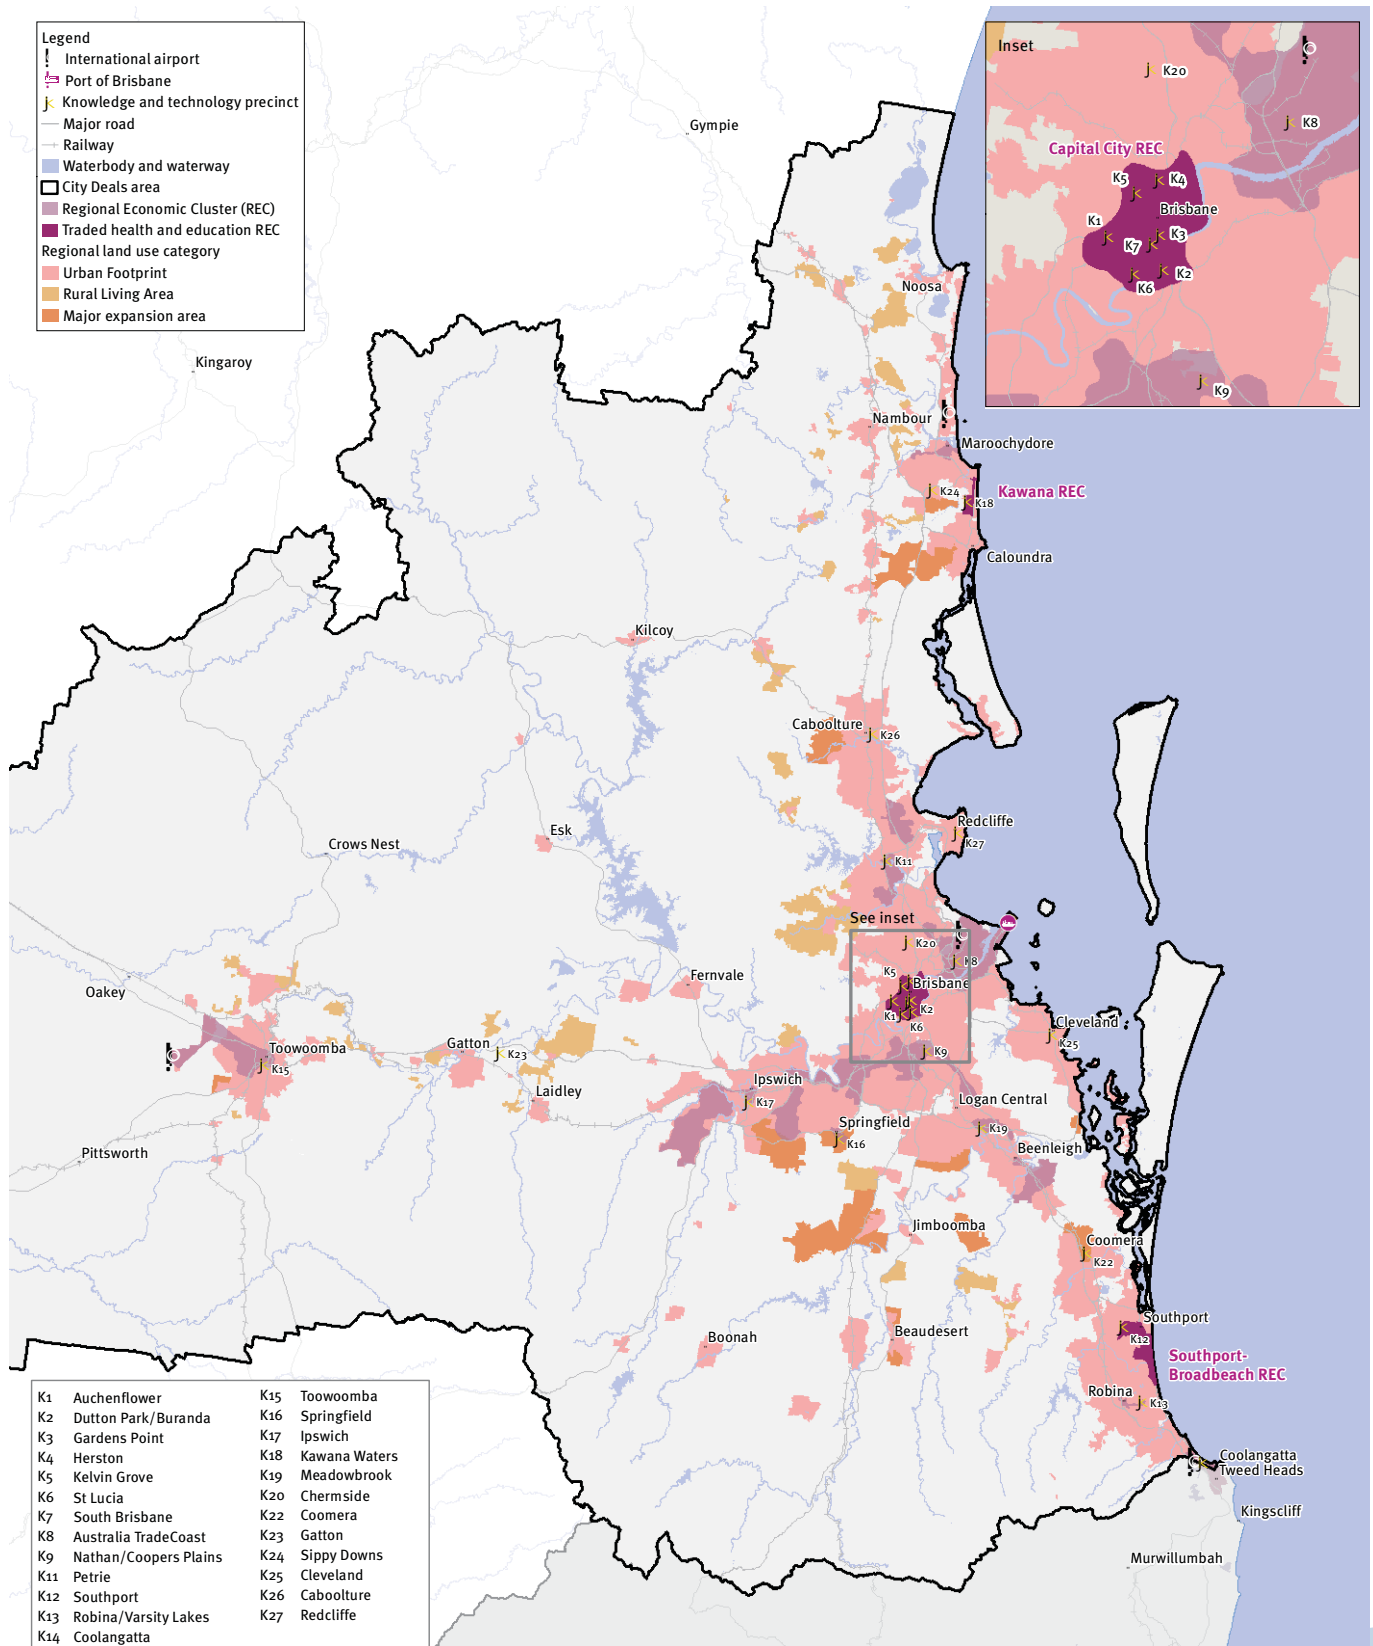 Legend
International airport
Port of Brisbane
Knowledge and technology precinct
Major road
Railway
Waterbody and waterway
City Deals area
Regional Economic Cluster (REC)
Traded health and education REC
Regional land use category
Urban Footprint
Rural Living Area
Major expansion area
Inset
K20
K8
Capital City REC
K5
K4
Brisbane
K1
K3
K7
K2
K6
K9
Gympie
Kingaroy
Noosa
Nambour
Maroochydore
K24
Kawana REC
K18
Caloundra
Kilcoy
Caboolture
K26
Redcliffe
K27
Esk
Crows Nest
K11
See inset
K20
K8
K5
Brisbane
K2
K1
K6
Fernvale
Oakey
Cleveland
K25
Toowoomba
K15
Gatton
K23
K9
Laidley
Ipswich
K17
Logan Central
Springfield
K16
K19
Beenleigh
Pittsworth
Jimboomba
Coomera
K22
Southport
K12
Boonah
Beaudesert
Southport-
Broadbeach REC
Robina
K13
Coolangatta
Tweed Heads
Kingscliff
Murwillumbah
K1 Auchenflower
K2 Dutton Park/Buranda
K3 Gardens Point
K4 Herston
K5 Kelvin Grove
K6 St Lucia
K7 South Brisbane
K8 Australia TradeCoast
K9 Nathan/Coopers Plains
K11 Petrie
K12 Southport
K13 Robina/Varsity Lakes
K14 Coolangatta
K15 Toowoomba
K16 Springfield
K17 Ipswich
K18 Kawana Waters
K19 Meadowbrook
K20 Chermside
K22 Coomera
K23 Gatton
K24 Sippy Downs
K25 Cleveland
K26 Caboolture
K27 Redcliffe